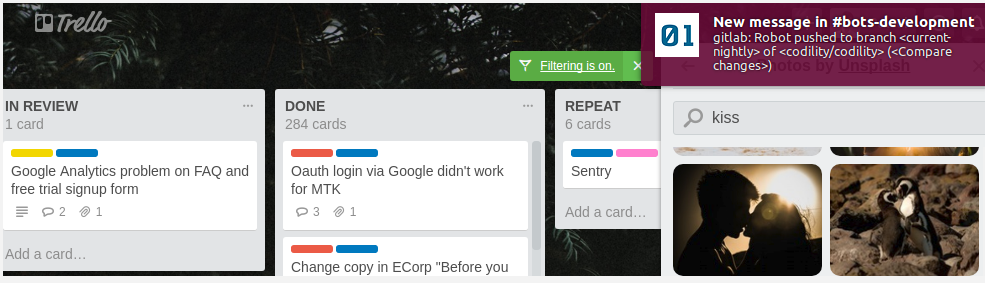 Trello
New message in #bots-development
gitlab: Robot pushed to branch <current-
nightly> of <codility/codility> (<Compare
changes>)
Filtering is on.
Photos by Unsplash
IN REVIEW
1 card
Google Analytics problem on FAQ and
free trial signup form
2 1
Add a card…
DONE
284 cards
Oauth login via Google didn't work
for MTK
3 1
Change copy in ECorp "Before you
REPEAT
6 cards
Sentry
Add a card…
kiss
01